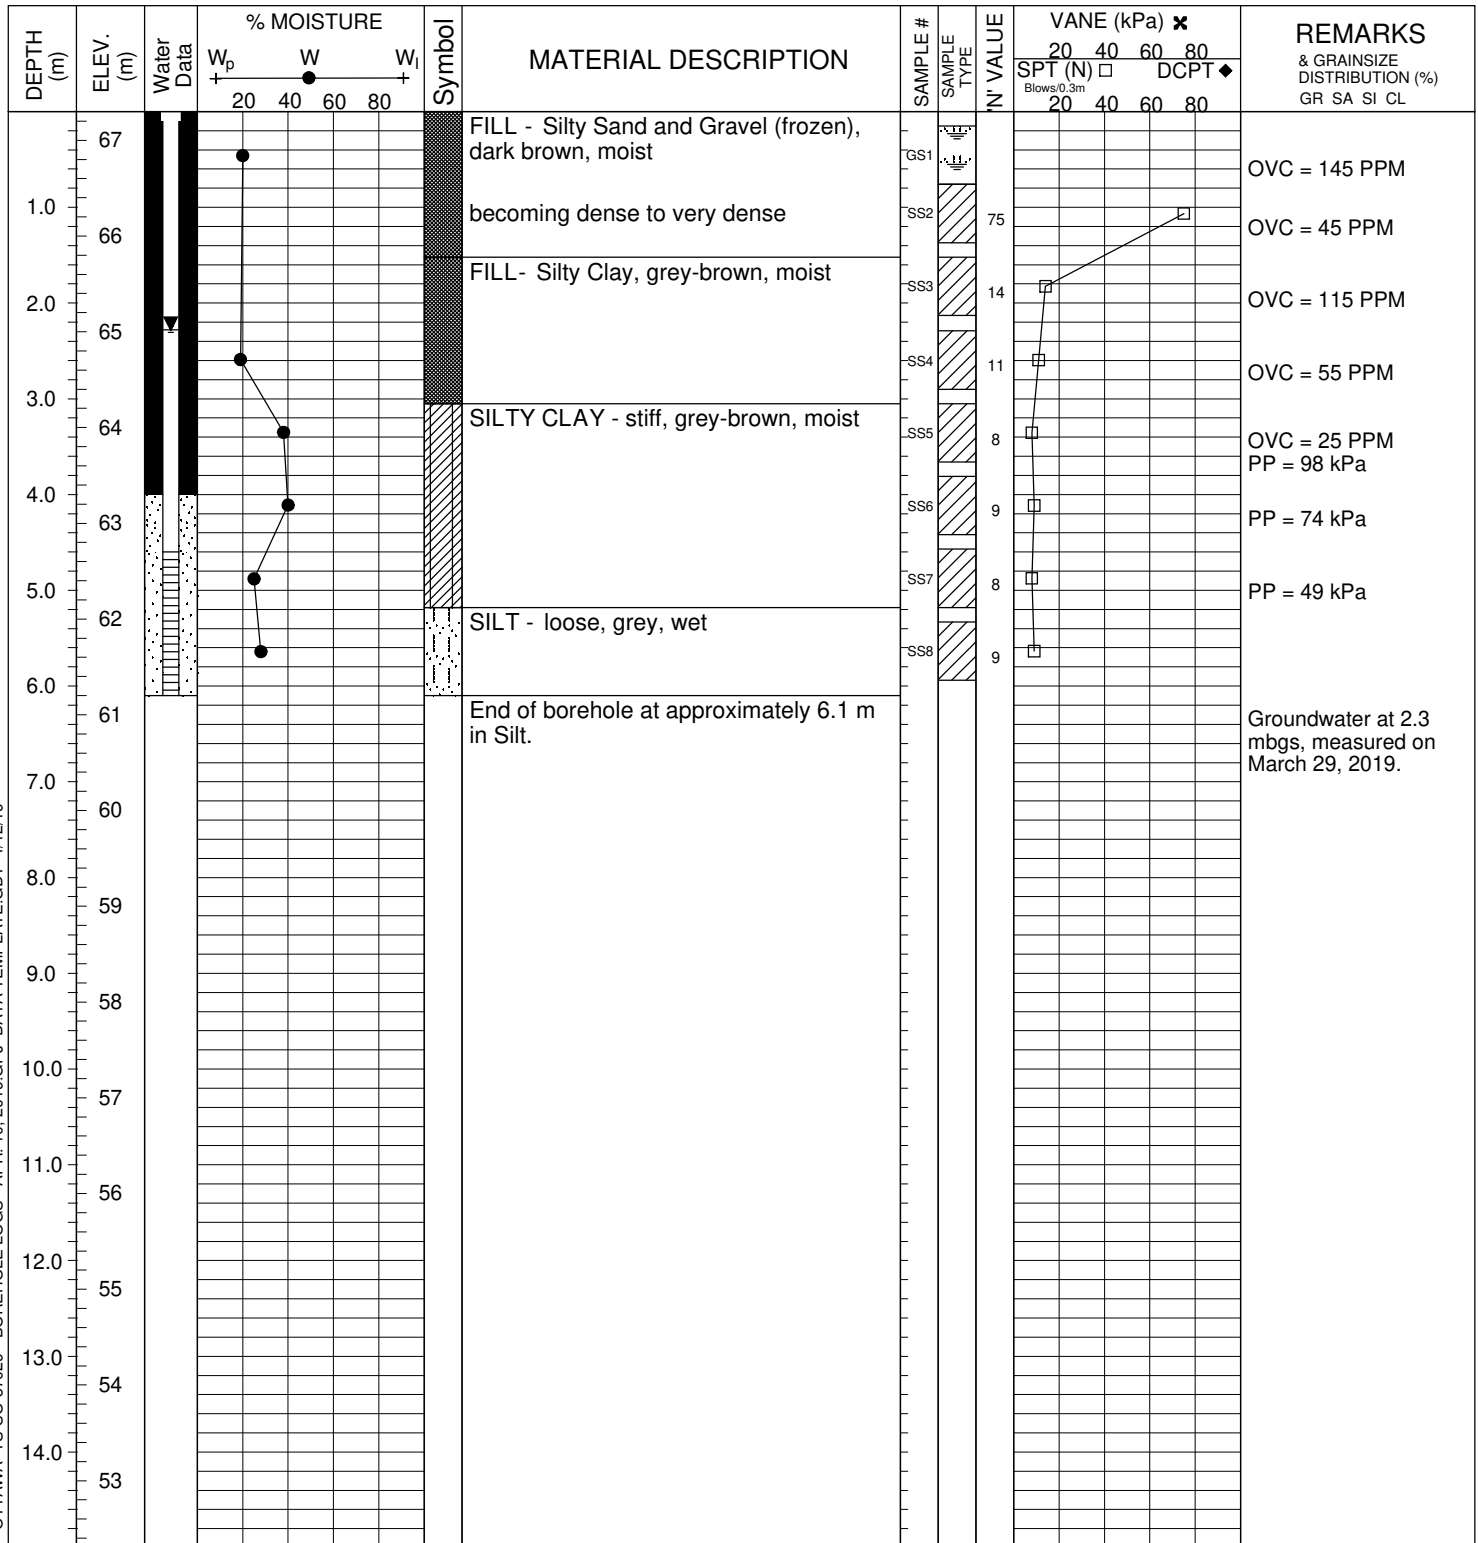 DEPTH (m)
ELEV. (m)
Water Data
% MOISTURE
Wp W Wl
20 40 60 80
Symbol
MATERIAL DESCRIPTION
SAMPLE #
SAMPLE TYPE
'N' VALUE
VANE (kPa)
20 40 60 80
SPT (N) DCPT
Blows/0.3m
20 40 60 80
REMARKS
& GRAINSIZE
DISTRIBUTION (%)
GR SA SI CL
67
FILL - Silty Sand and Gravel (frozen),
dark brown, moist
GS1
OVC = 145 PPM
1.0
becoming dense to very dense
SS2
75
OVC = 45 PPM
66
FILL- Silty Clay, grey-brown, moist
SS3
14
OVC = 115 PPM
2.0
65
SS4
11
OVC = 55 PPM
3.0
64
SILTY CLAY - stiff, grey-brown, moist
SS5
8
OVC = 25 PPM
PP = 98 kPa
4.0
63
SS6
9
PP = 74 kPa
SS7
8
PP = 49 kPa
5.0
62
SILT - loose, grey, wet
SS8
9
6.0
61
End of borehole at approximately 6.1 m
in Silt.
Groundwater at 2.3
mbgs, measured on
March 29, 2019.
7.0
60
8.0
59
9.0
58
10.0
57
11.0
56
12.0
55
13.0
54
14.0
53